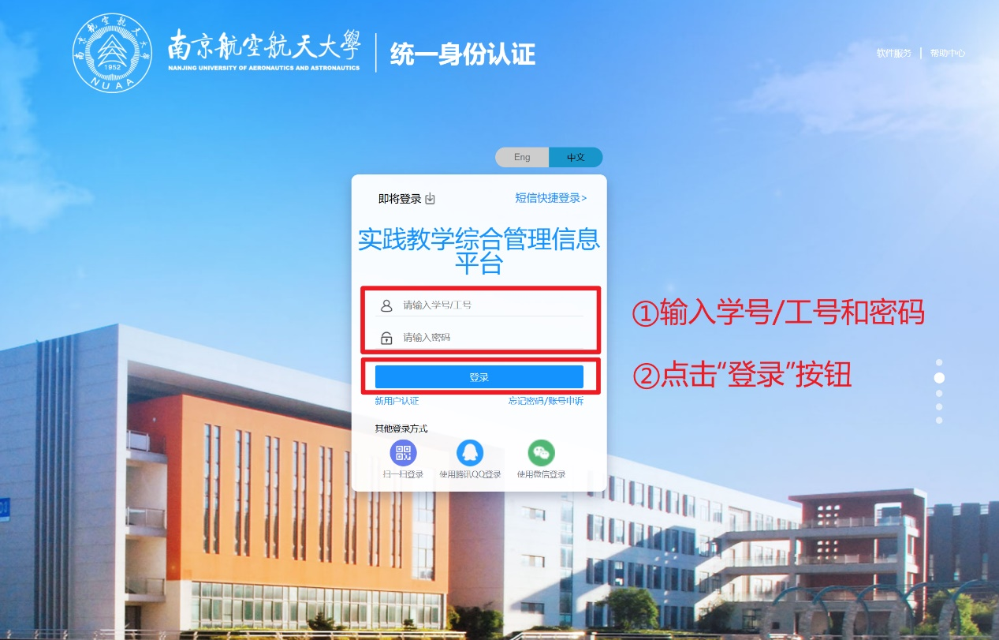 南京航空航天大学
1952
NUAA
南京航空航天大學
NANJING UNIVERSITY OF AERONAUTICS AND ASTRONAUTICS
统一身份认证
软件服务 | 帮助中心
Eng 中文
即将登录 短信快捷登录>
实践教学综合管理信息
平台
请输入学号/工号
请输入密码
登录
新用户认证 忘记密码/账号申诉
其他登录方式
扫一扫登录 使用腾讯QQ登录 使用微信登录
①输入学号/工号和密码
②点击“登录”按钮